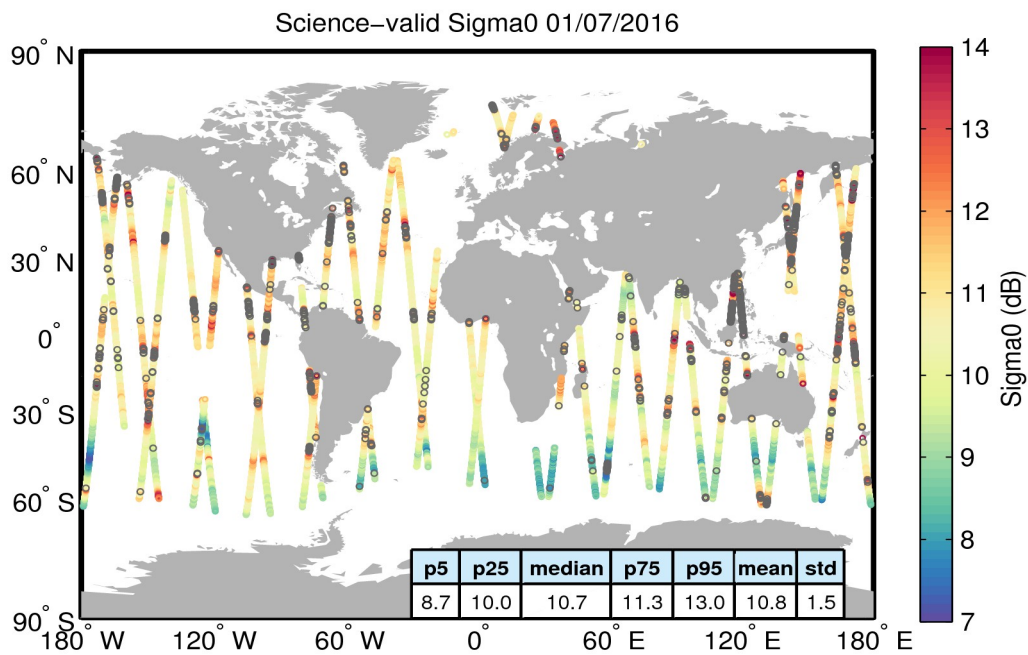 Science−valid Sigma0 01/07/2016
90° N
60° N
30° N
0°
30° S
60° S
90° S
180° W
120° W
60° W
0°
60° E
120° E
180° E
p5 p25 median p75 p95 mean std
8.7 10.0 10.7 11.3 13.0 10.8 1.5
14
13
12
11
10
9
8
7
Sigma0 (dB)